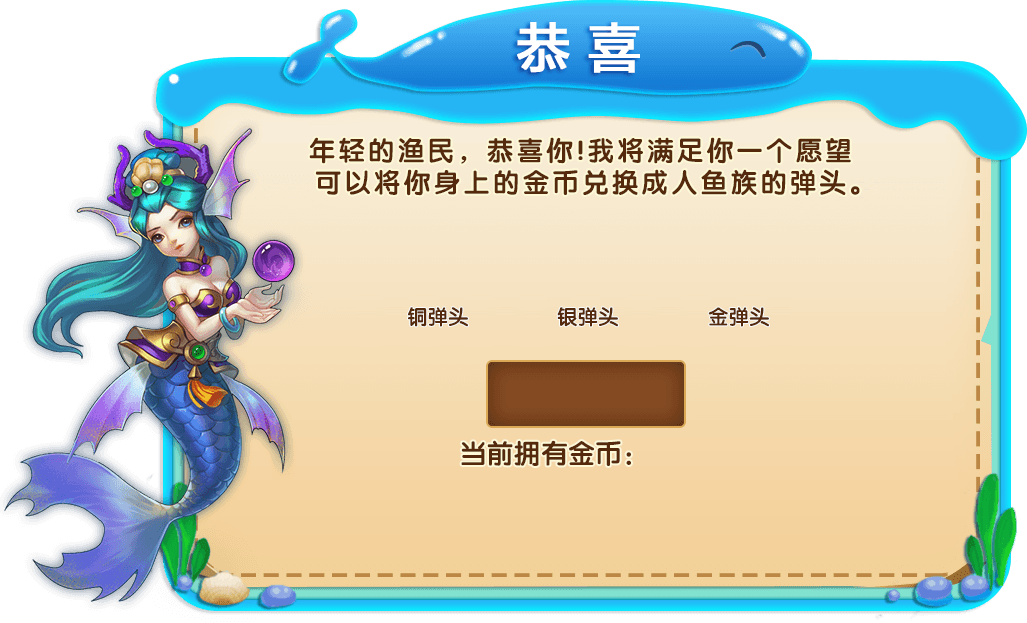 恭喜
年轻的渔民，恭喜你!我将满足你一个愿望
可以将你身上的金币兑换成人鱼族的弹头。
铜弹头 银弹头 金弹头
当前拥有金币：